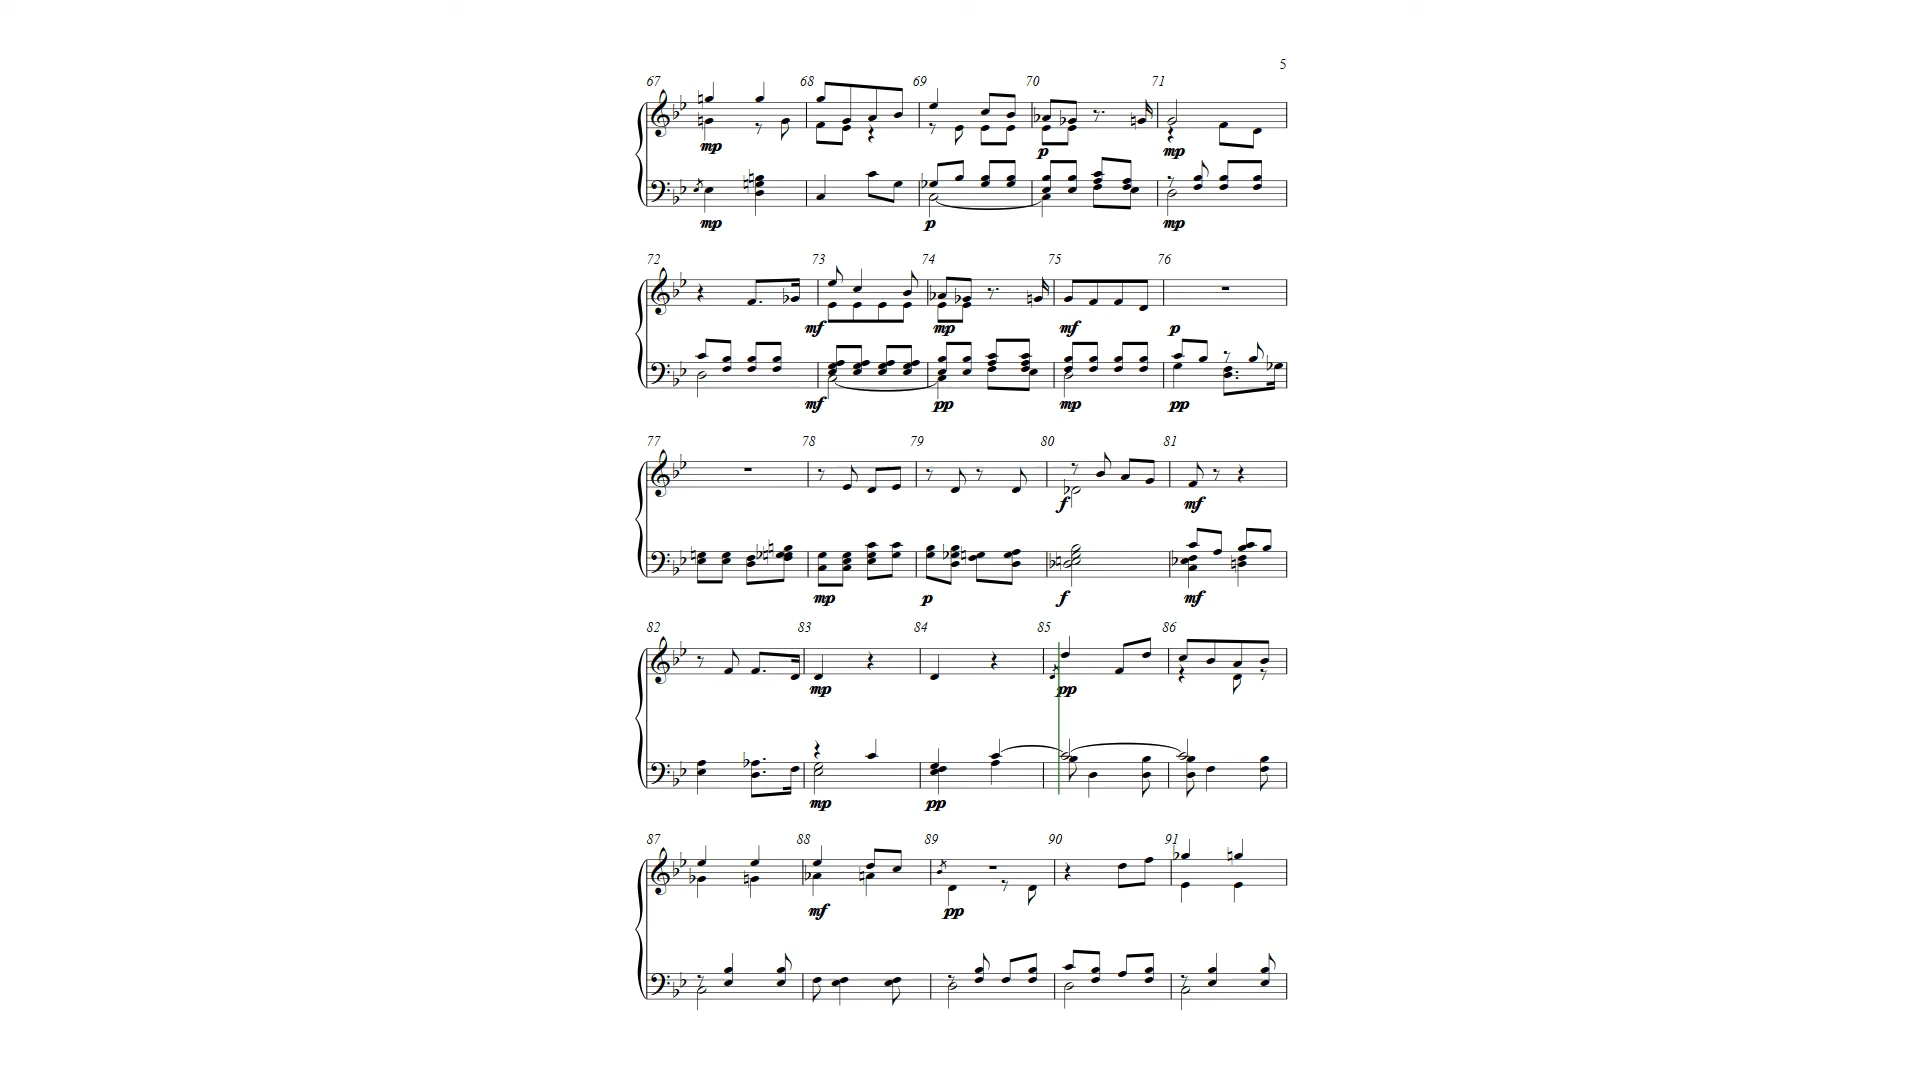 5
67 68 69 70 71
mp p mp
mp p mp
72 73 74 75 76
mf mp mf p
mf pp mp pp
77 78 79 80 81
f mf
mp p f mf
82 83 84 85 86
mp pp
mp pp
87 88 89 90 91
mf pp